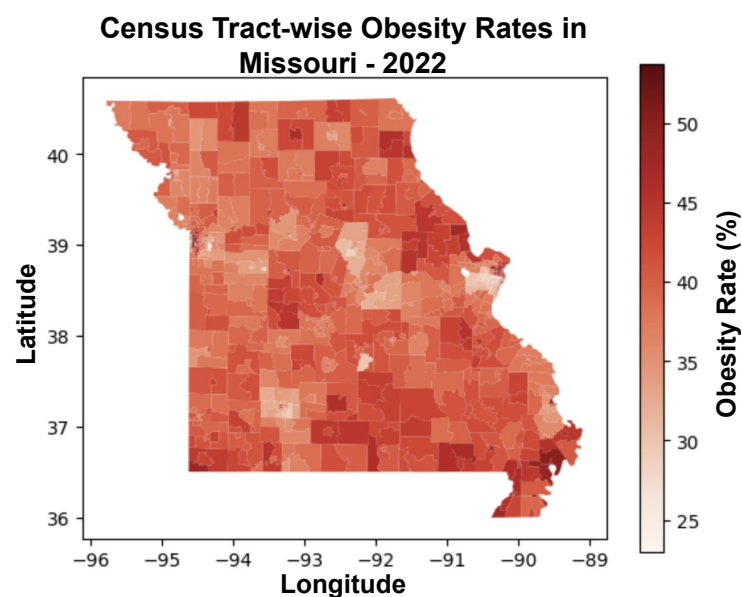 Census Tract-wise Obesity Rates in
Missouri - 2022
40
39
38
37
36
Latitude
−96 −95 −94 −93 −92 −91 −90 −89
Longitude
50
45
40
35
30
25
Obesity Rate (%)